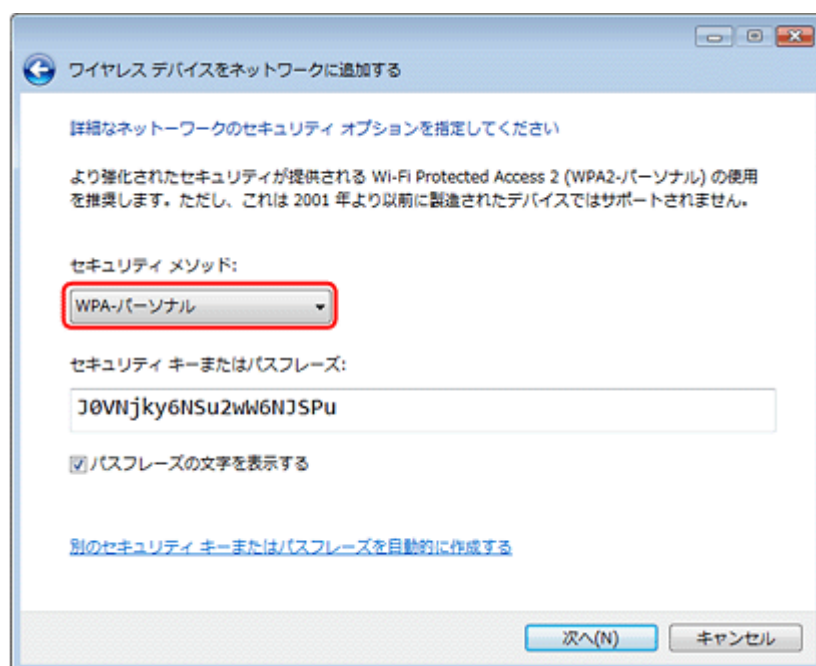 ワイヤレス デバイスをネットワークに追加する
詳細なネットーワークのセキュリティ オプションを指定してください
より強化されたセキュリティが提供される Wi-Fi Protected Access 2 (WPA2-パーソナル) の使用
を推奨します。ただし、これは 2001 年より以前に製造されたデバイスではサポートされません。
セキュリティ メソッド:
WPA-パーソナル
セキュリティ キーまたはパスフレーズ:
J0VNjky6NSu2wW6NJSPu
パスフレーズの文字を表示する
別のセキュリティ キーまたはパスフレーズを自動的に作成する
次へ(N)
キャンセル